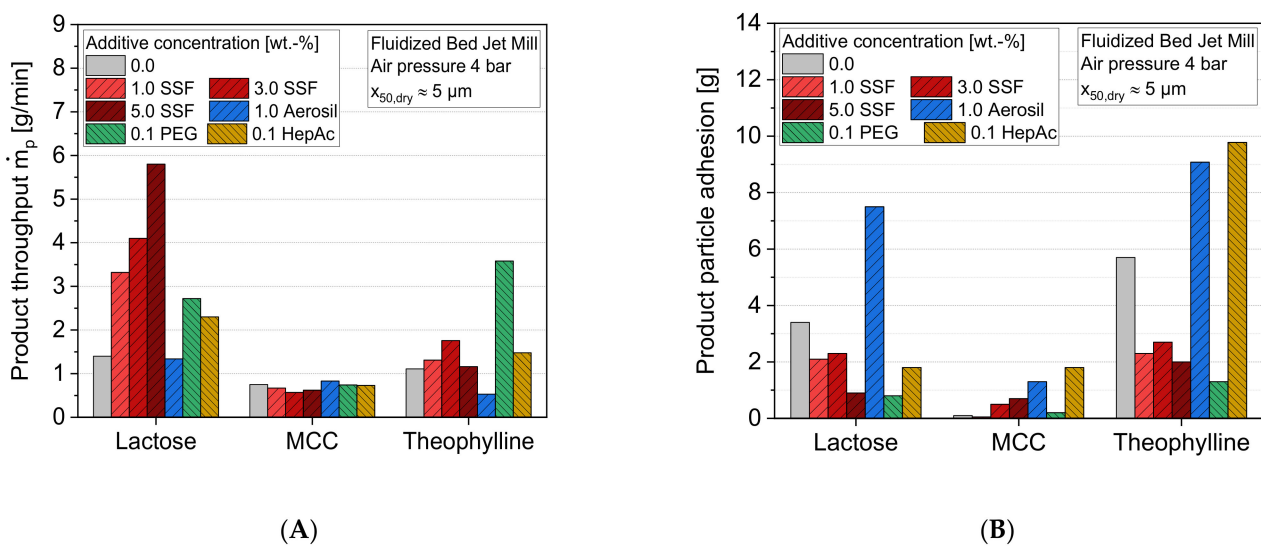 Product throughput ṁp [g/min]
9
8
7
6
5
4
3
2
1
0
Additive concentration [wt.-%]
0.0
1.0 SSF 3.0 SSF
5.0 SSF 1.0 Aerosil
0.1 PEG 0.1 HepAc
Fluidized Bed Jet Mill
Air pressure 4 bar
x50,dry ≈ 5 µm
Lactose MCC Theophylline
(A)
Product particle adhesion [g]
14
12
10
8
6
4
2
0
Additive concentration [wt.-%]
0.0
1.0 SSF 3.0 SSF
5.0 SSF 1.0 Aerosil
0.1 PEG 0.1 HepAc
Fluidized Bed Jet Mill
Air pressure 4 bar
x50,dry ≈ 5 µm
Lactose MCC Theophylline
(B)